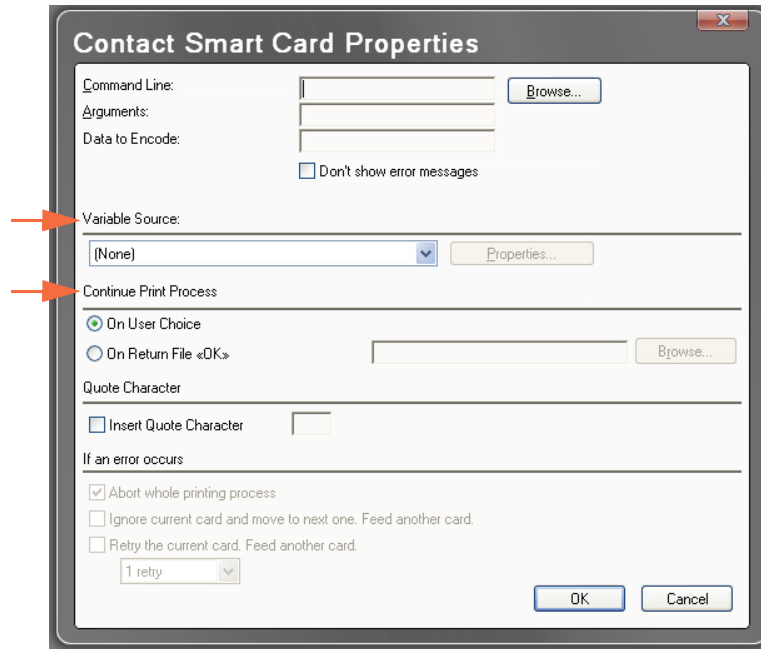 Contact Smart Card Properties
Command Line:
Browse...
Arguments:
Data to Encode:
Don't show error messages
Variable Source:
(None)
Properties...
Continue Print Process
On User Choice
On Return File «OK»
Browse...
Quote Character
Insert Quote Character
If an error occurs
Abort whole printing process
Ignore current card and move to next one. Feed another card.
Retry the current card. Feed another card.
1 retry
OK
Cancel